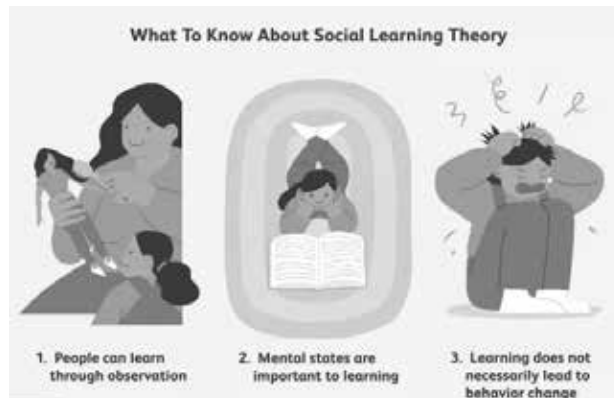 What To Know About Social Learning Theory
1. People can learn
through observation
2. Mental states are
important to learning
3. Learning does not
necessarily lead to
behavior change